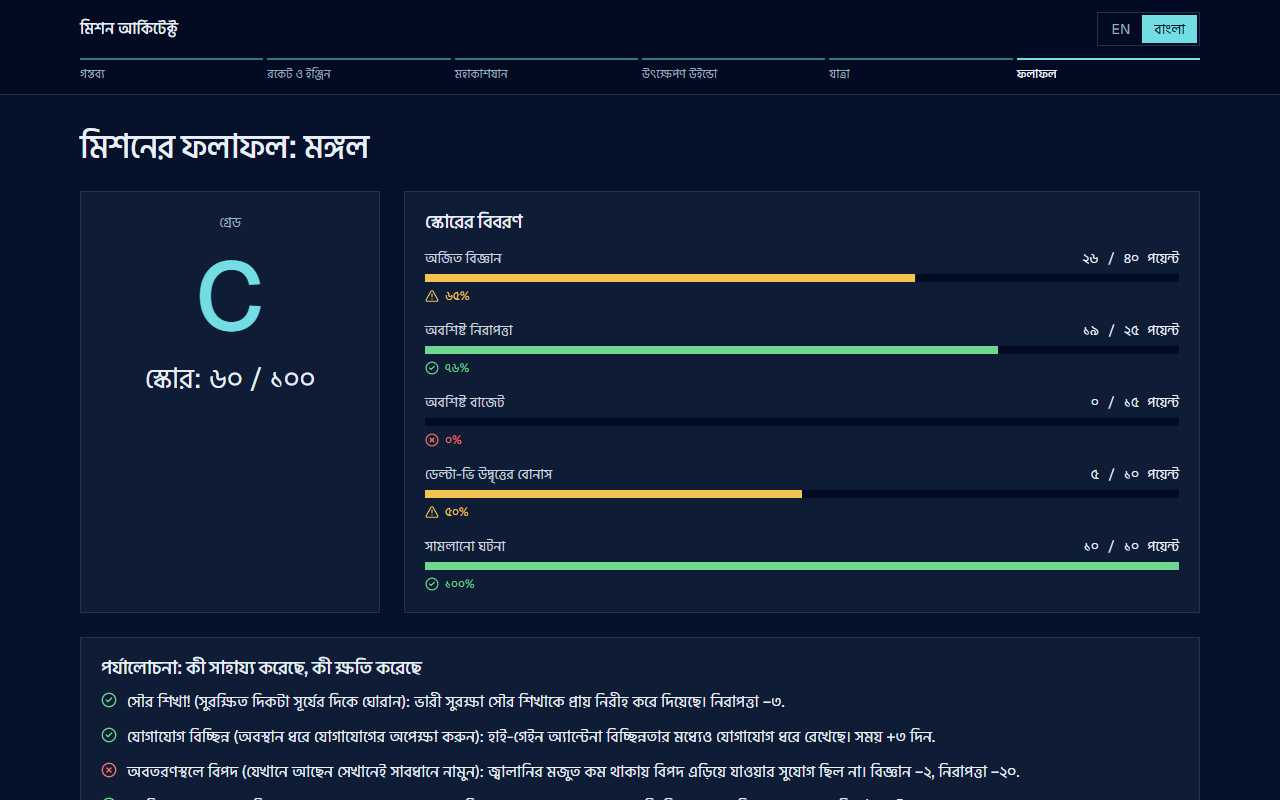 মিশন আর্কিটেক্ট
EN বাংলা
গন্তব্য
রকেট ও ইঞ্জিন
মহাকাশযান
উৎক্ষেপণ উইন্ডো
যাত্রা
ফলাফল
মিশনের ফলাফল: মঙ্গল
গ্রেড
C
স্কোর: ৬০ / ১০০
স্কোরের বিবরণ
অর্জিত বিজ্ঞান ২৬ / ৪০ পয়েন্ট
৬৫%
অবশিষ্ট নিরাপত্তা ১৯ / ২৫ পয়েন্ট
৭৬%
অবশিষ্ট বাজেট ০ / ১৫ পয়েন্ট
০%
ডেল্টা-ভি উদ্বৃত্তের বোনাস ৫ / ১০ পয়েন্ট
৫০%
সামলানো ঘটনা ১০ / ১০ পয়েন্ট
১০০%
পর্যালোচনা: কী সাহায্য করেছে, কী ক্ষতি করেছে
সৌর শিখা! (সুরক্ষিত দিকটা সূর্যের দিকে ঘোরান): ভারী সুরক্ষা সৌর শিখাকে প্রায় নিরীহ করে দিয়েছে। নিরাপত্তা −৩.
যোগাযোগ বিচ্ছিন্ন (অবস্থান ধরে যোগাযোগের অপেক্ষা করুন): হাই-গেইন অ্যান্টেনা বিচ্ছিন্নতার মধ্যেও যোগাযোগ ধরে রেখেছে। সময় +৩ দিন.
অবতরণস্থলে বিপদ (যেখানে আছেন সেখানেই সাবধানে নামুন): জ্বালানির মজুত কম থাকায় বিপদ এড়িয়ে যাওয়ার সুযোগ ছিল না। বিজ্ঞান −২, নিরাপত্তা −২০.